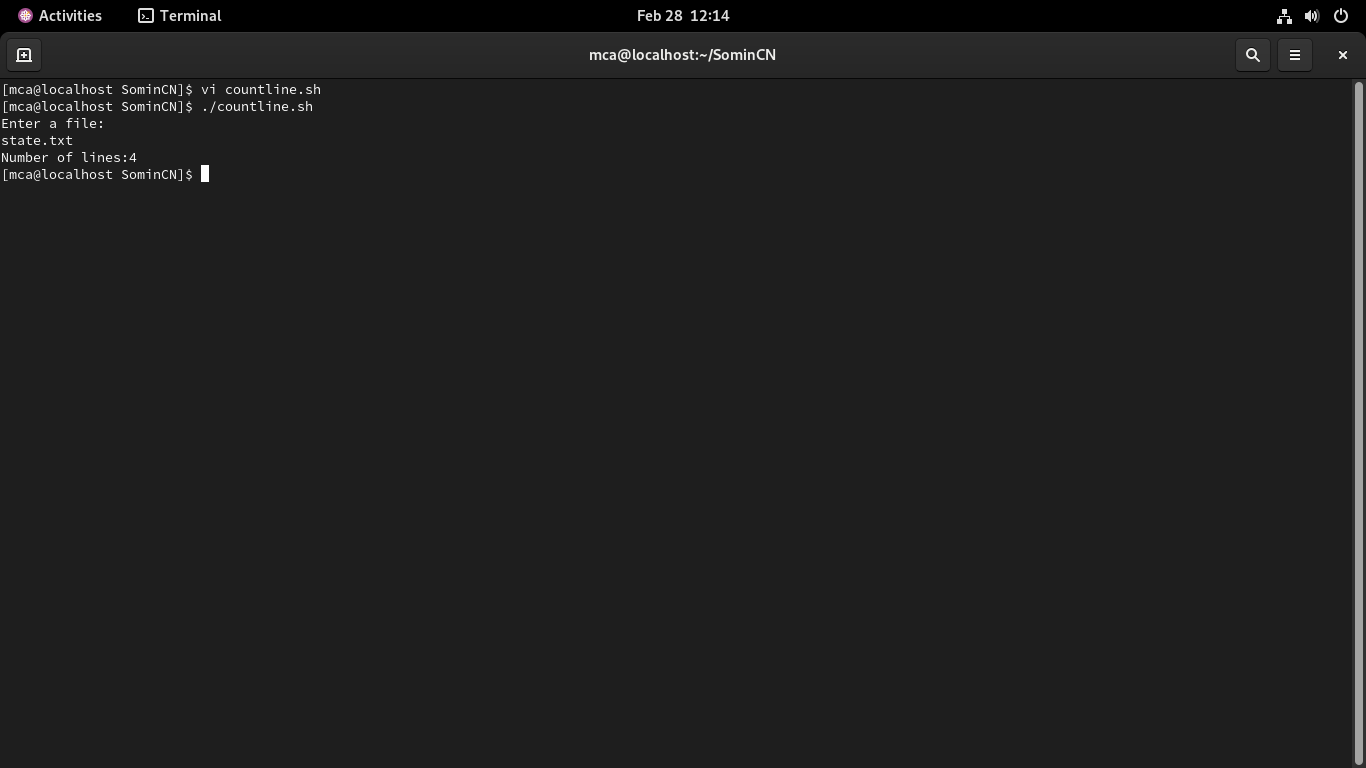 Activities Terminal Feb 28 12:14
mca@localhost:~/SominCN
[mca@localhost SominCN]$ vi countline.sh
[mca@localhost SominCN]$ ./countline.sh
Enter a file:
state.txt
Number of lines:4
[mca@localhost SominCN]$